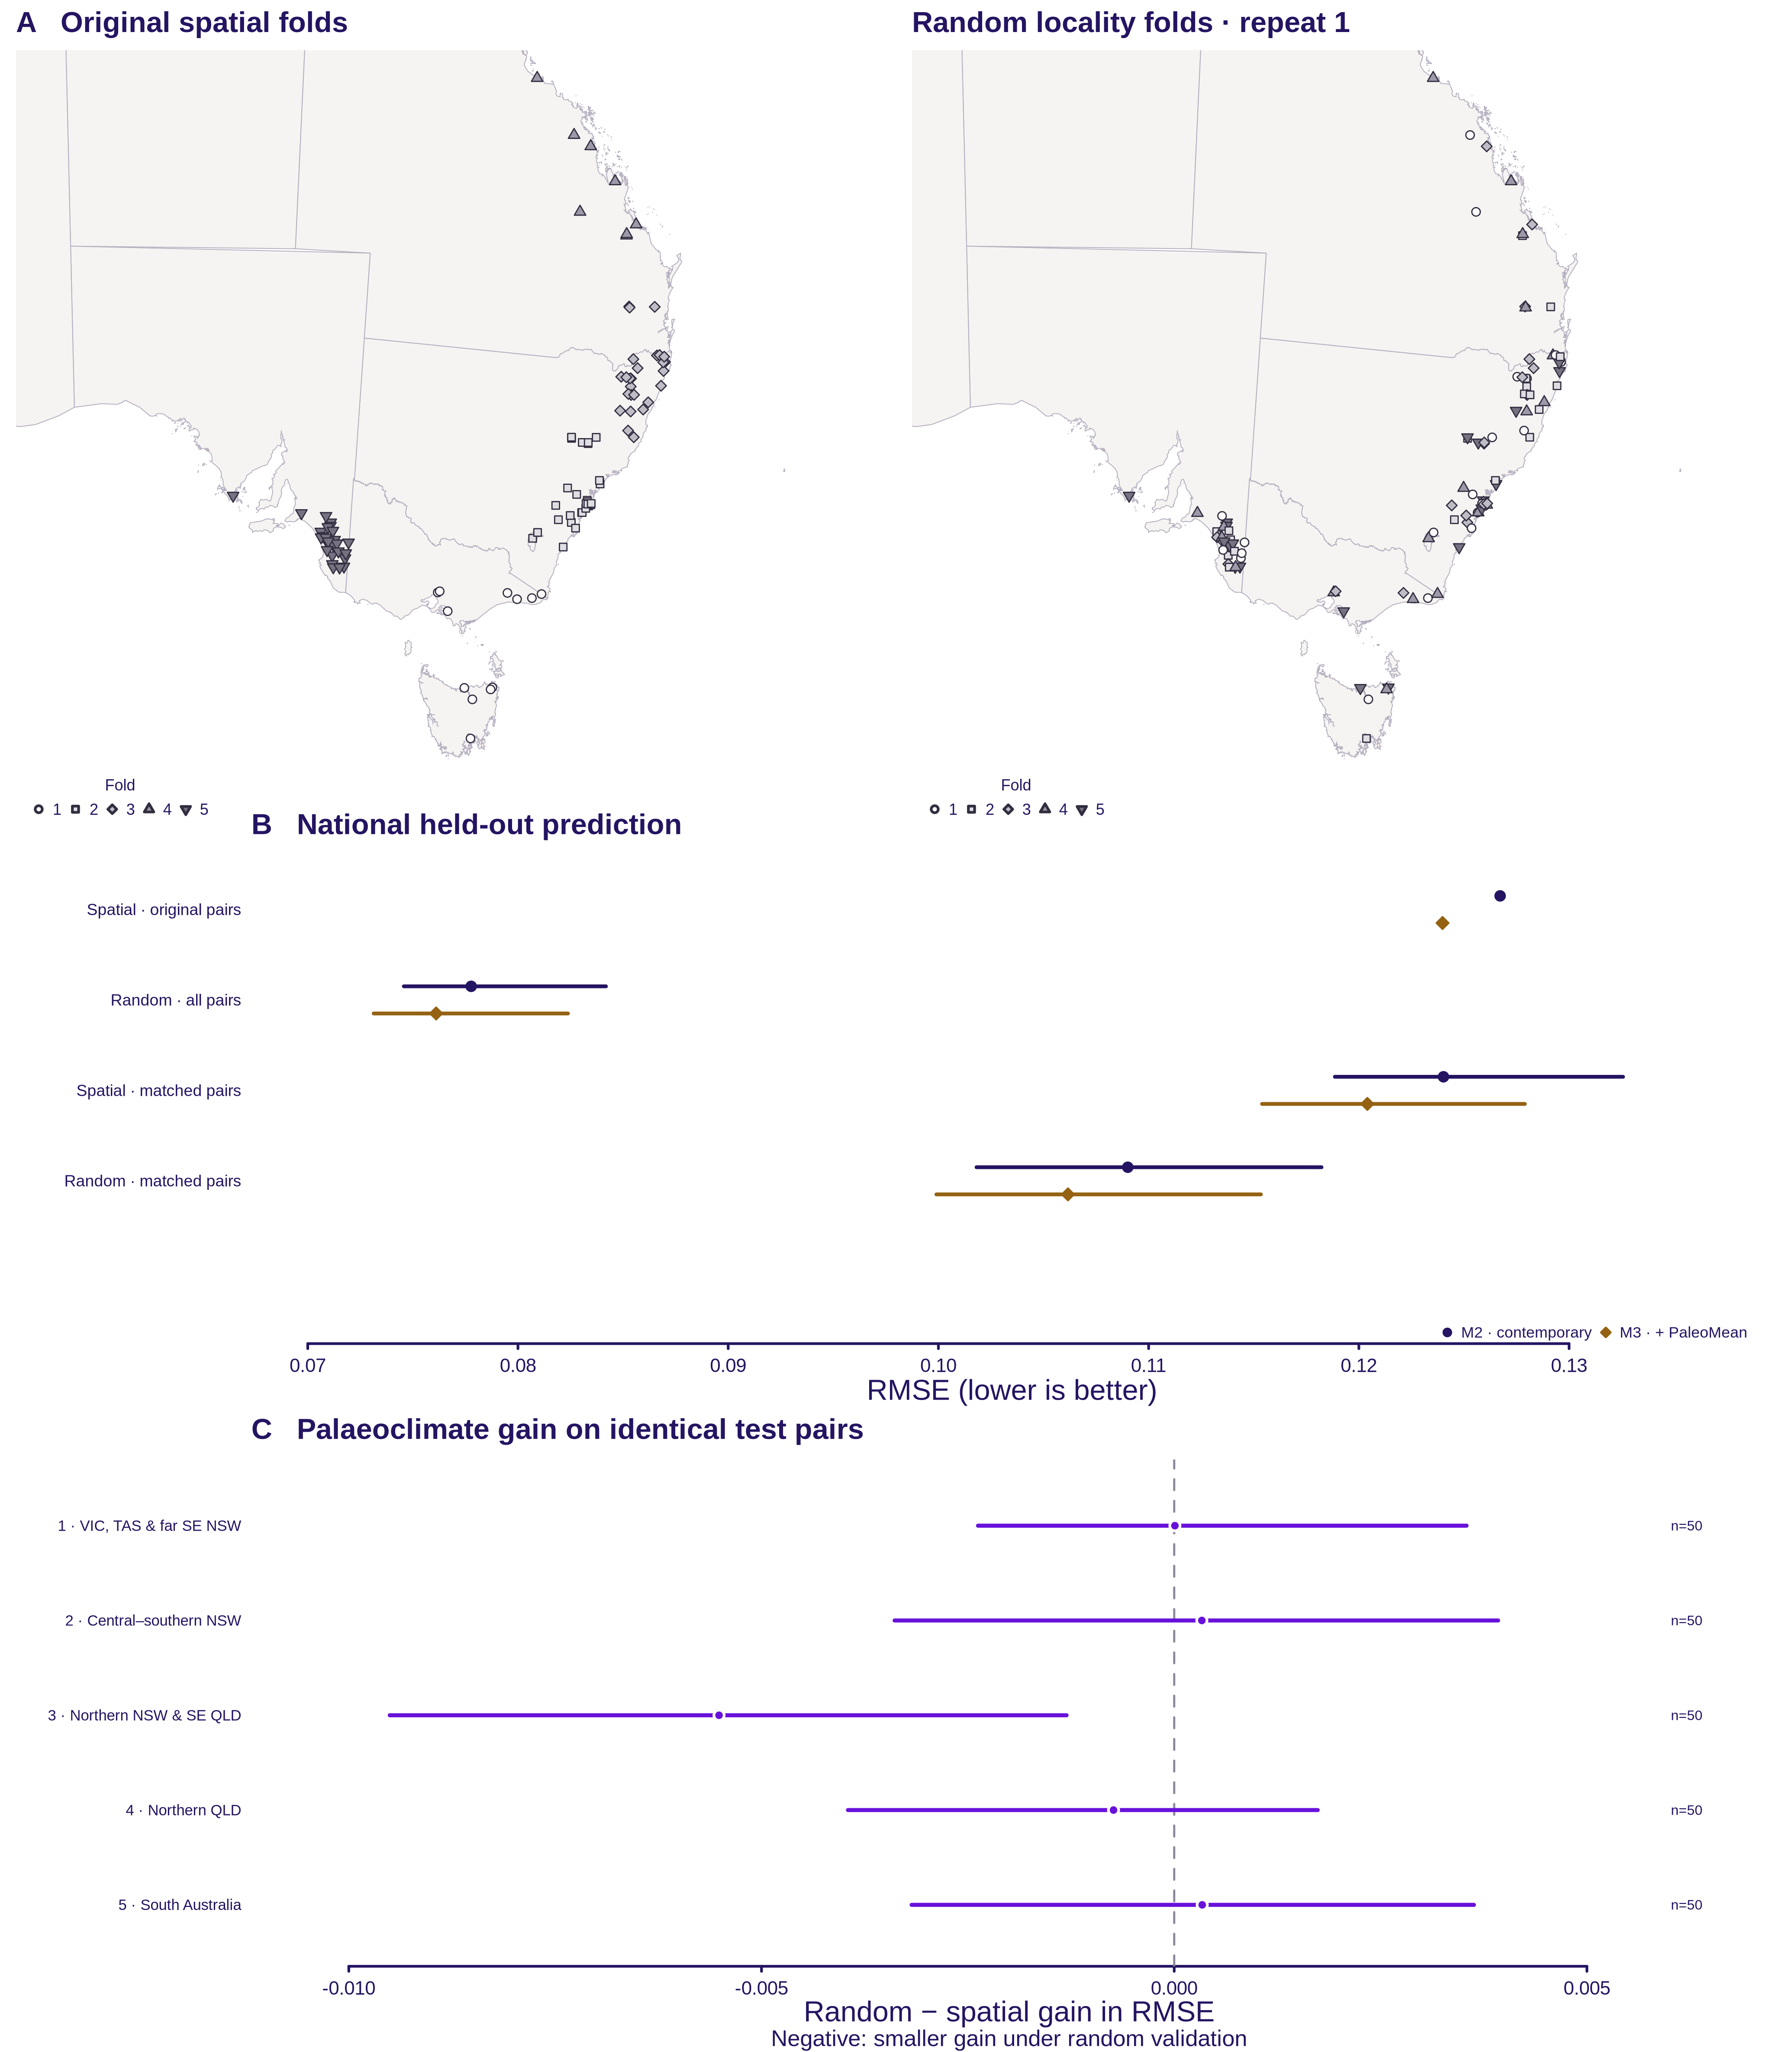 A Original spatial folds
Random locality folds · repeat 1
Fold
1 2 3 4 5
Fold
1 2 3 4 5
B National held-out prediction
Spatial · original pairs
Random · all pairs
Spatial · matched pairs
Random · matched pairs
M2 · contemporary M3 · + PaleoMean
0.07 0.08 0.09 0.10 0.11 0.12 0.13
RMSE (lower is better)
C Palaeoclimate gain on identical test pairs
1 · VIC, TAS & far SE NSW n=50
2 · Central–southern NSW n=50
3 · Northern NSW & SE QLD n=50
4 · Northern QLD n=50
5 · South Australia n=50
-0.010 -0.005 0.000 0.005
Random − spatial gain in RMSE
Negative: smaller gain under random validation